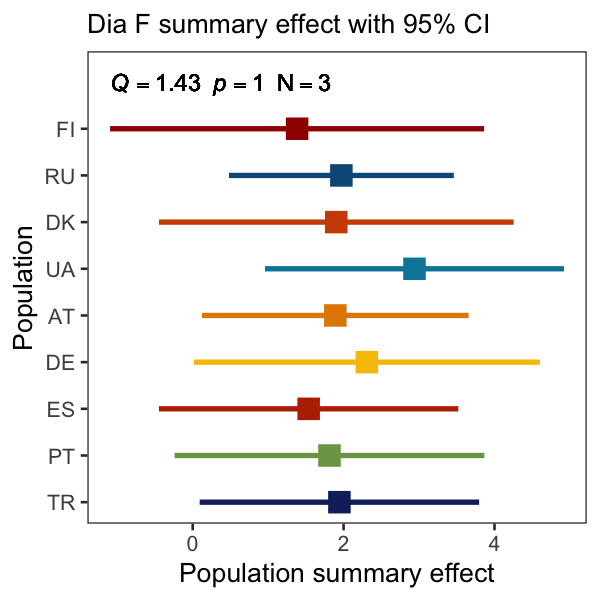 Dia F summary effect with 95% CI
Q = 1.43 p = 1 N = 3
Population
FI
RU
DK
UA
AT
DE
ES
PT
TR
0 2 4
Population summary effect